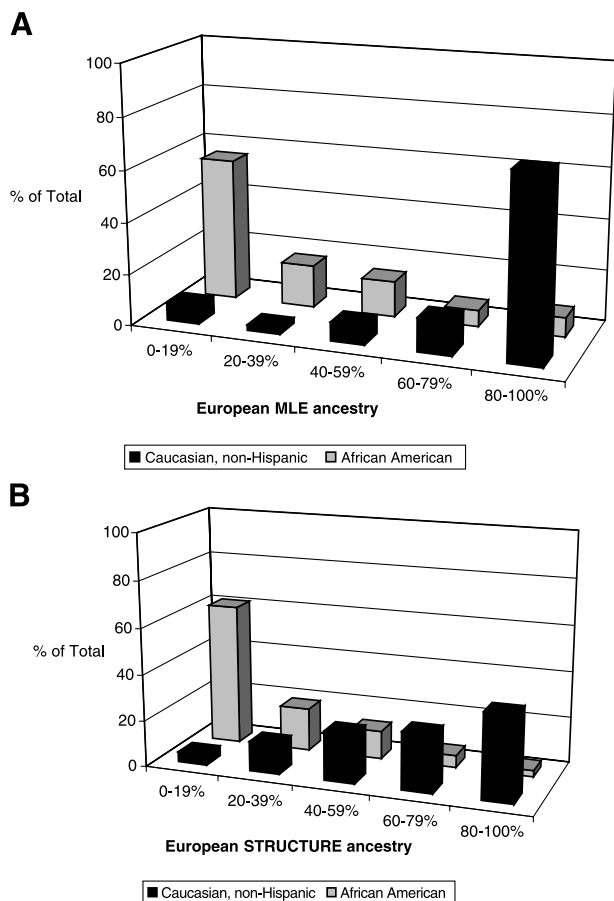 A
100
80
60
% of Total
40
20
0
0-19%
20-39%
40-59%
60-79%
80-100%
European MLE ancestry
Caucasian, non-Hispanic African American
B
100
80
60
% of Total
40
20
0
0-19%
20-39%
40-59%
60-79%
80-100%
European STRUCTURE ancestry
Caucasian, non-Hispanic African American